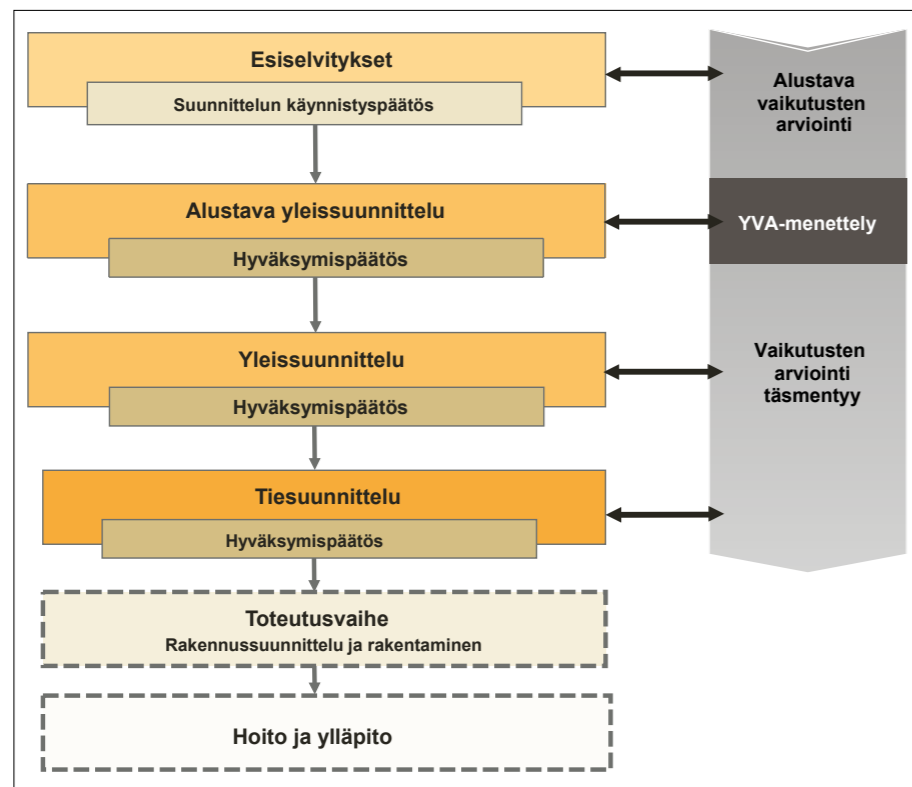 Esiselvitykset
Suunnittelun käynnistyspäätös
Alustava yleissuunnittelu
Hyväksymispäätös
Yleissuunnittelu
Hyväksymispäätös
Tiesuunnittelu
Hyväksymispäätös
Toteutusvaihe
Rakennussuunnittelu ja rakentaminen
Hoito ja ylläpito
Alustava
vaikutusten
arviointi
YVA-menettely
Vaikutusten
arviointi
täsmentyy